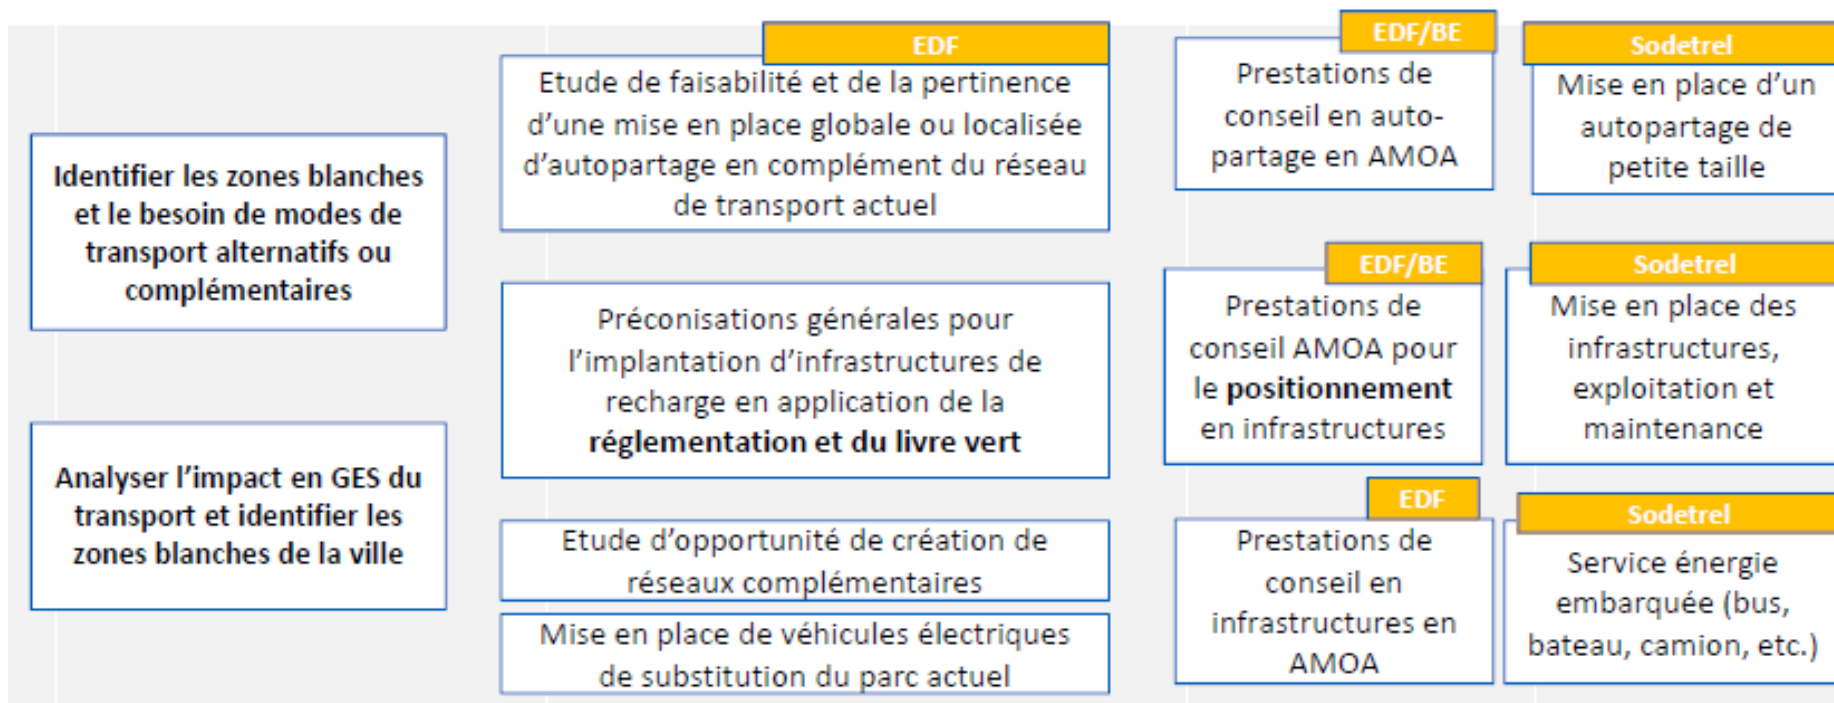 Identifier les zones blanches
et le besoin de modes de
transport alternatifs ou
complémentaires
Analyser l’impact en GES du
transport et identifier les
zones blanches de la ville
EDF
Etude de faisabilité et de la pertinence
d’une mise en place globale ou localisée
d’autopartage en complément du réseau
de transport actuel
Préconisations générales pour
l’implantation d’infrastructures de
recharge en application de la
réglementation et du livre vert
Etude d’opportunité de création de
réseaux complémentaires
Mise en place de véhicules électriques
de substitution du parc actuel
EDF/BE
Prestations de
conseil en auto-
partage en AMOA
EDF/BE
Prestations de
conseil AMOA pour
le positionnement
en infrastructures
EDF
Prestations de
conseil en
infrastructures en
AMOA
Sodetrel
Mise en place d’un
autopartage de
petite taille
Sodetrel
Mise en place des
infrastructures,
exploitation et
maintenance
Sodetrel
Service énergie
embarquée (bus,
bateau, camion, etc.)